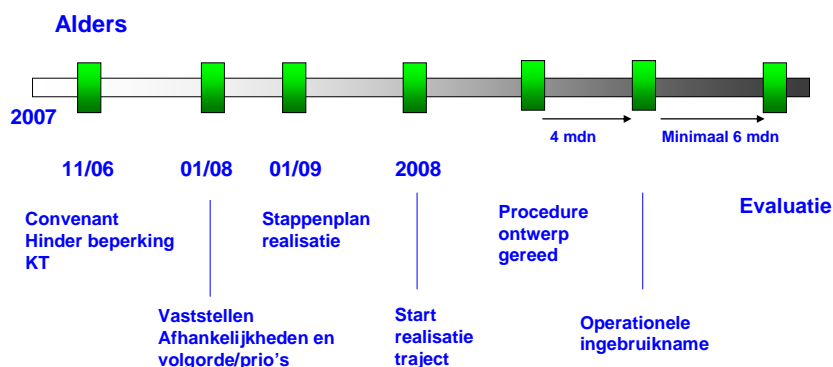 Alders
2007
4 mdn
Minimaal 6 mdn
11/06
01/08
01/09
2008
Convenant
Hinder beperking
KT
Stappenplan
realisatie
Procedure
ontwerp
gereed
Evaluatie
Vaststellen
Afhankelijkheden en
volgorde/prio's
Start
realisatie
traject
Operationele
ingebruikname